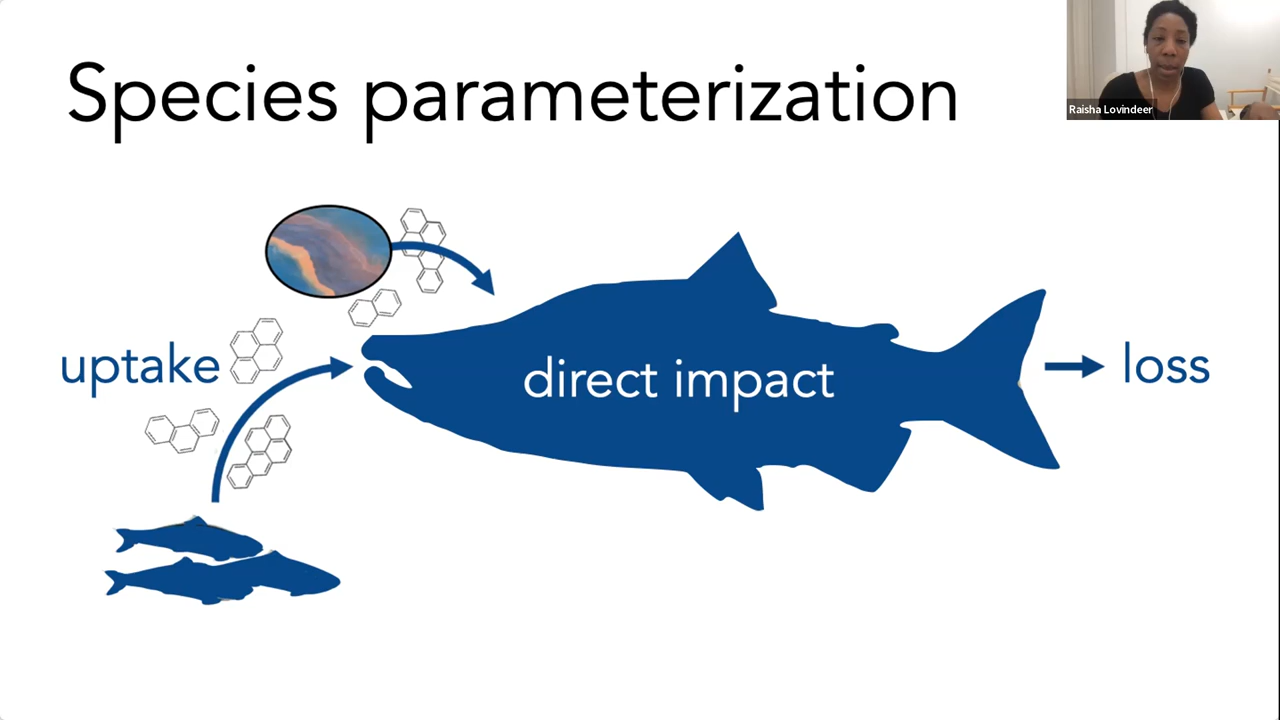 Species parameterization
Raisha Lovindeer
uptake
direct impact
loss